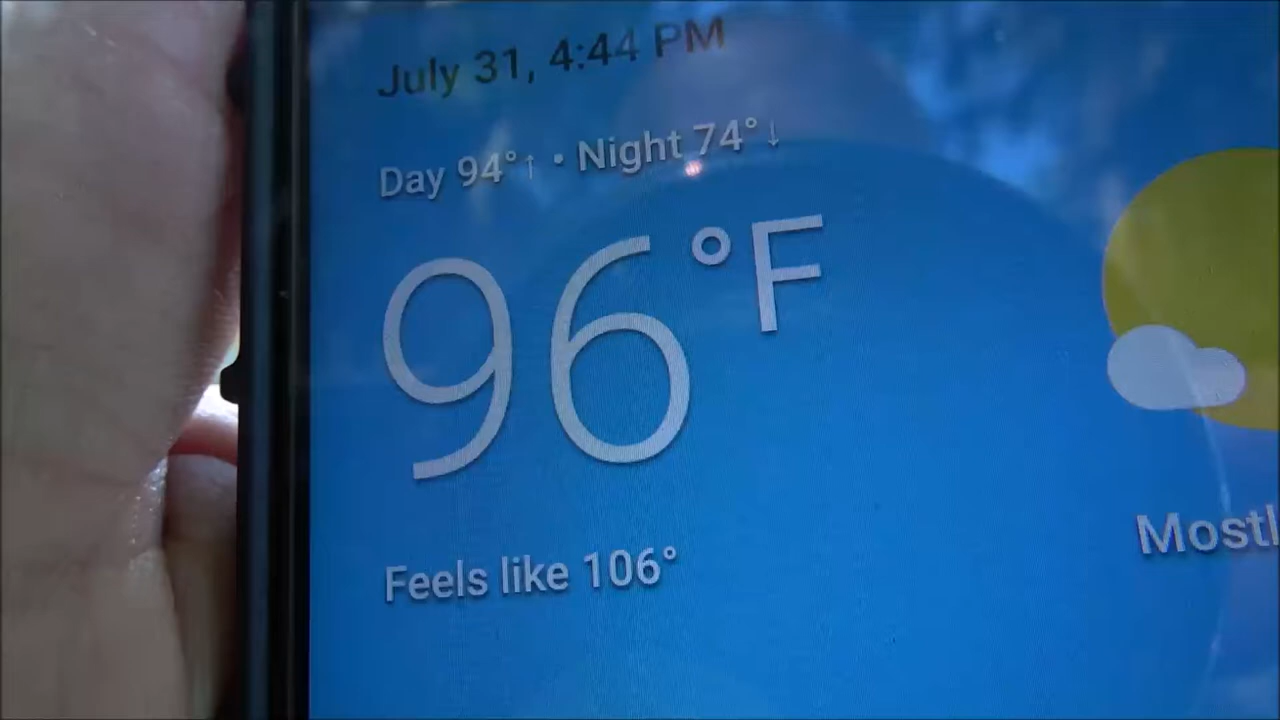 July 31, 4:44 PM
Day 94°↑ • Night 74°↓
96 °F
Feels like 106°
Mostl